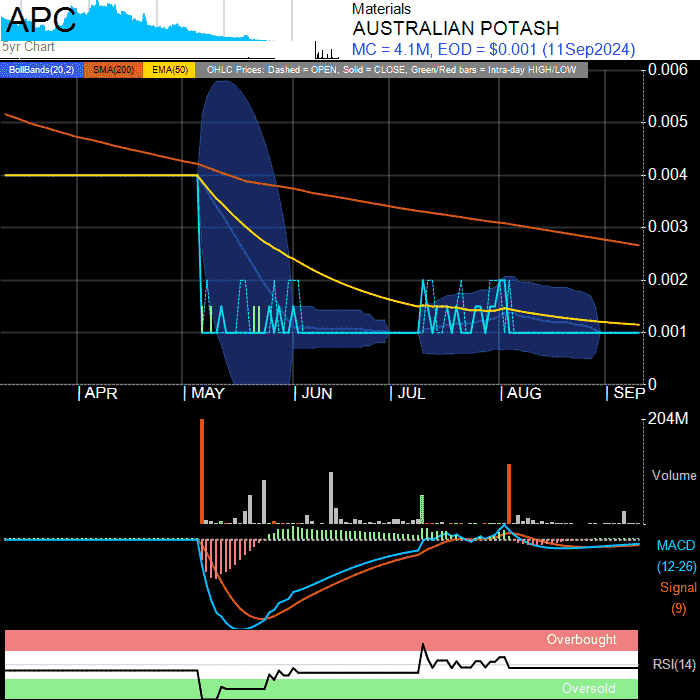 APC
5yr Chart
Materials
AUSTRALIAN POTASH
MC = 4.1M, EOD = $0.001 (11Sep2024)
BollBands(20,2) SMA(200) EMA(50) OHLC Prices: Dashed = OPEN, Solid = CLOSE, Green/Red bars = Intra-day HIGH/LOW
0.006
0.005
0.004
0.003
0.002
0.001
0
APR MAY JUN JUL AUG SEP
204M
Volume
MACD
(12-26)
Signal
(9)
Overbought
RSI(14)
Oversold